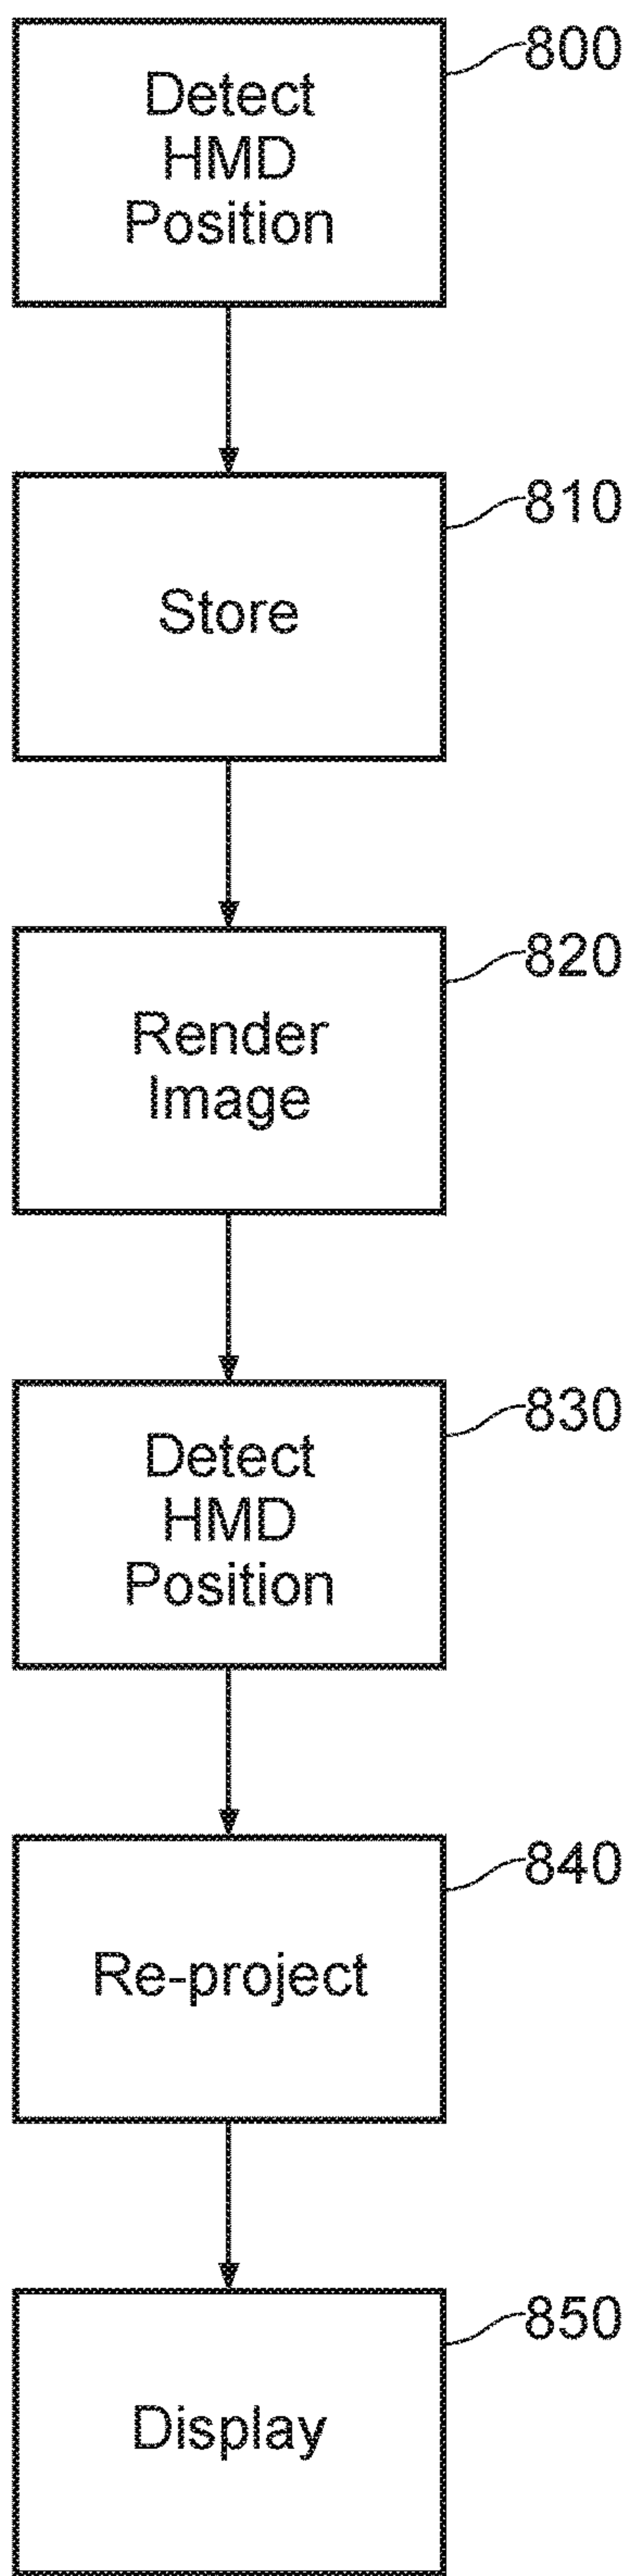 800
Detect
HMD
Position
810
Store
820
Render
Image
830
Detect
HMD
Position
840
Re-project
850
Display